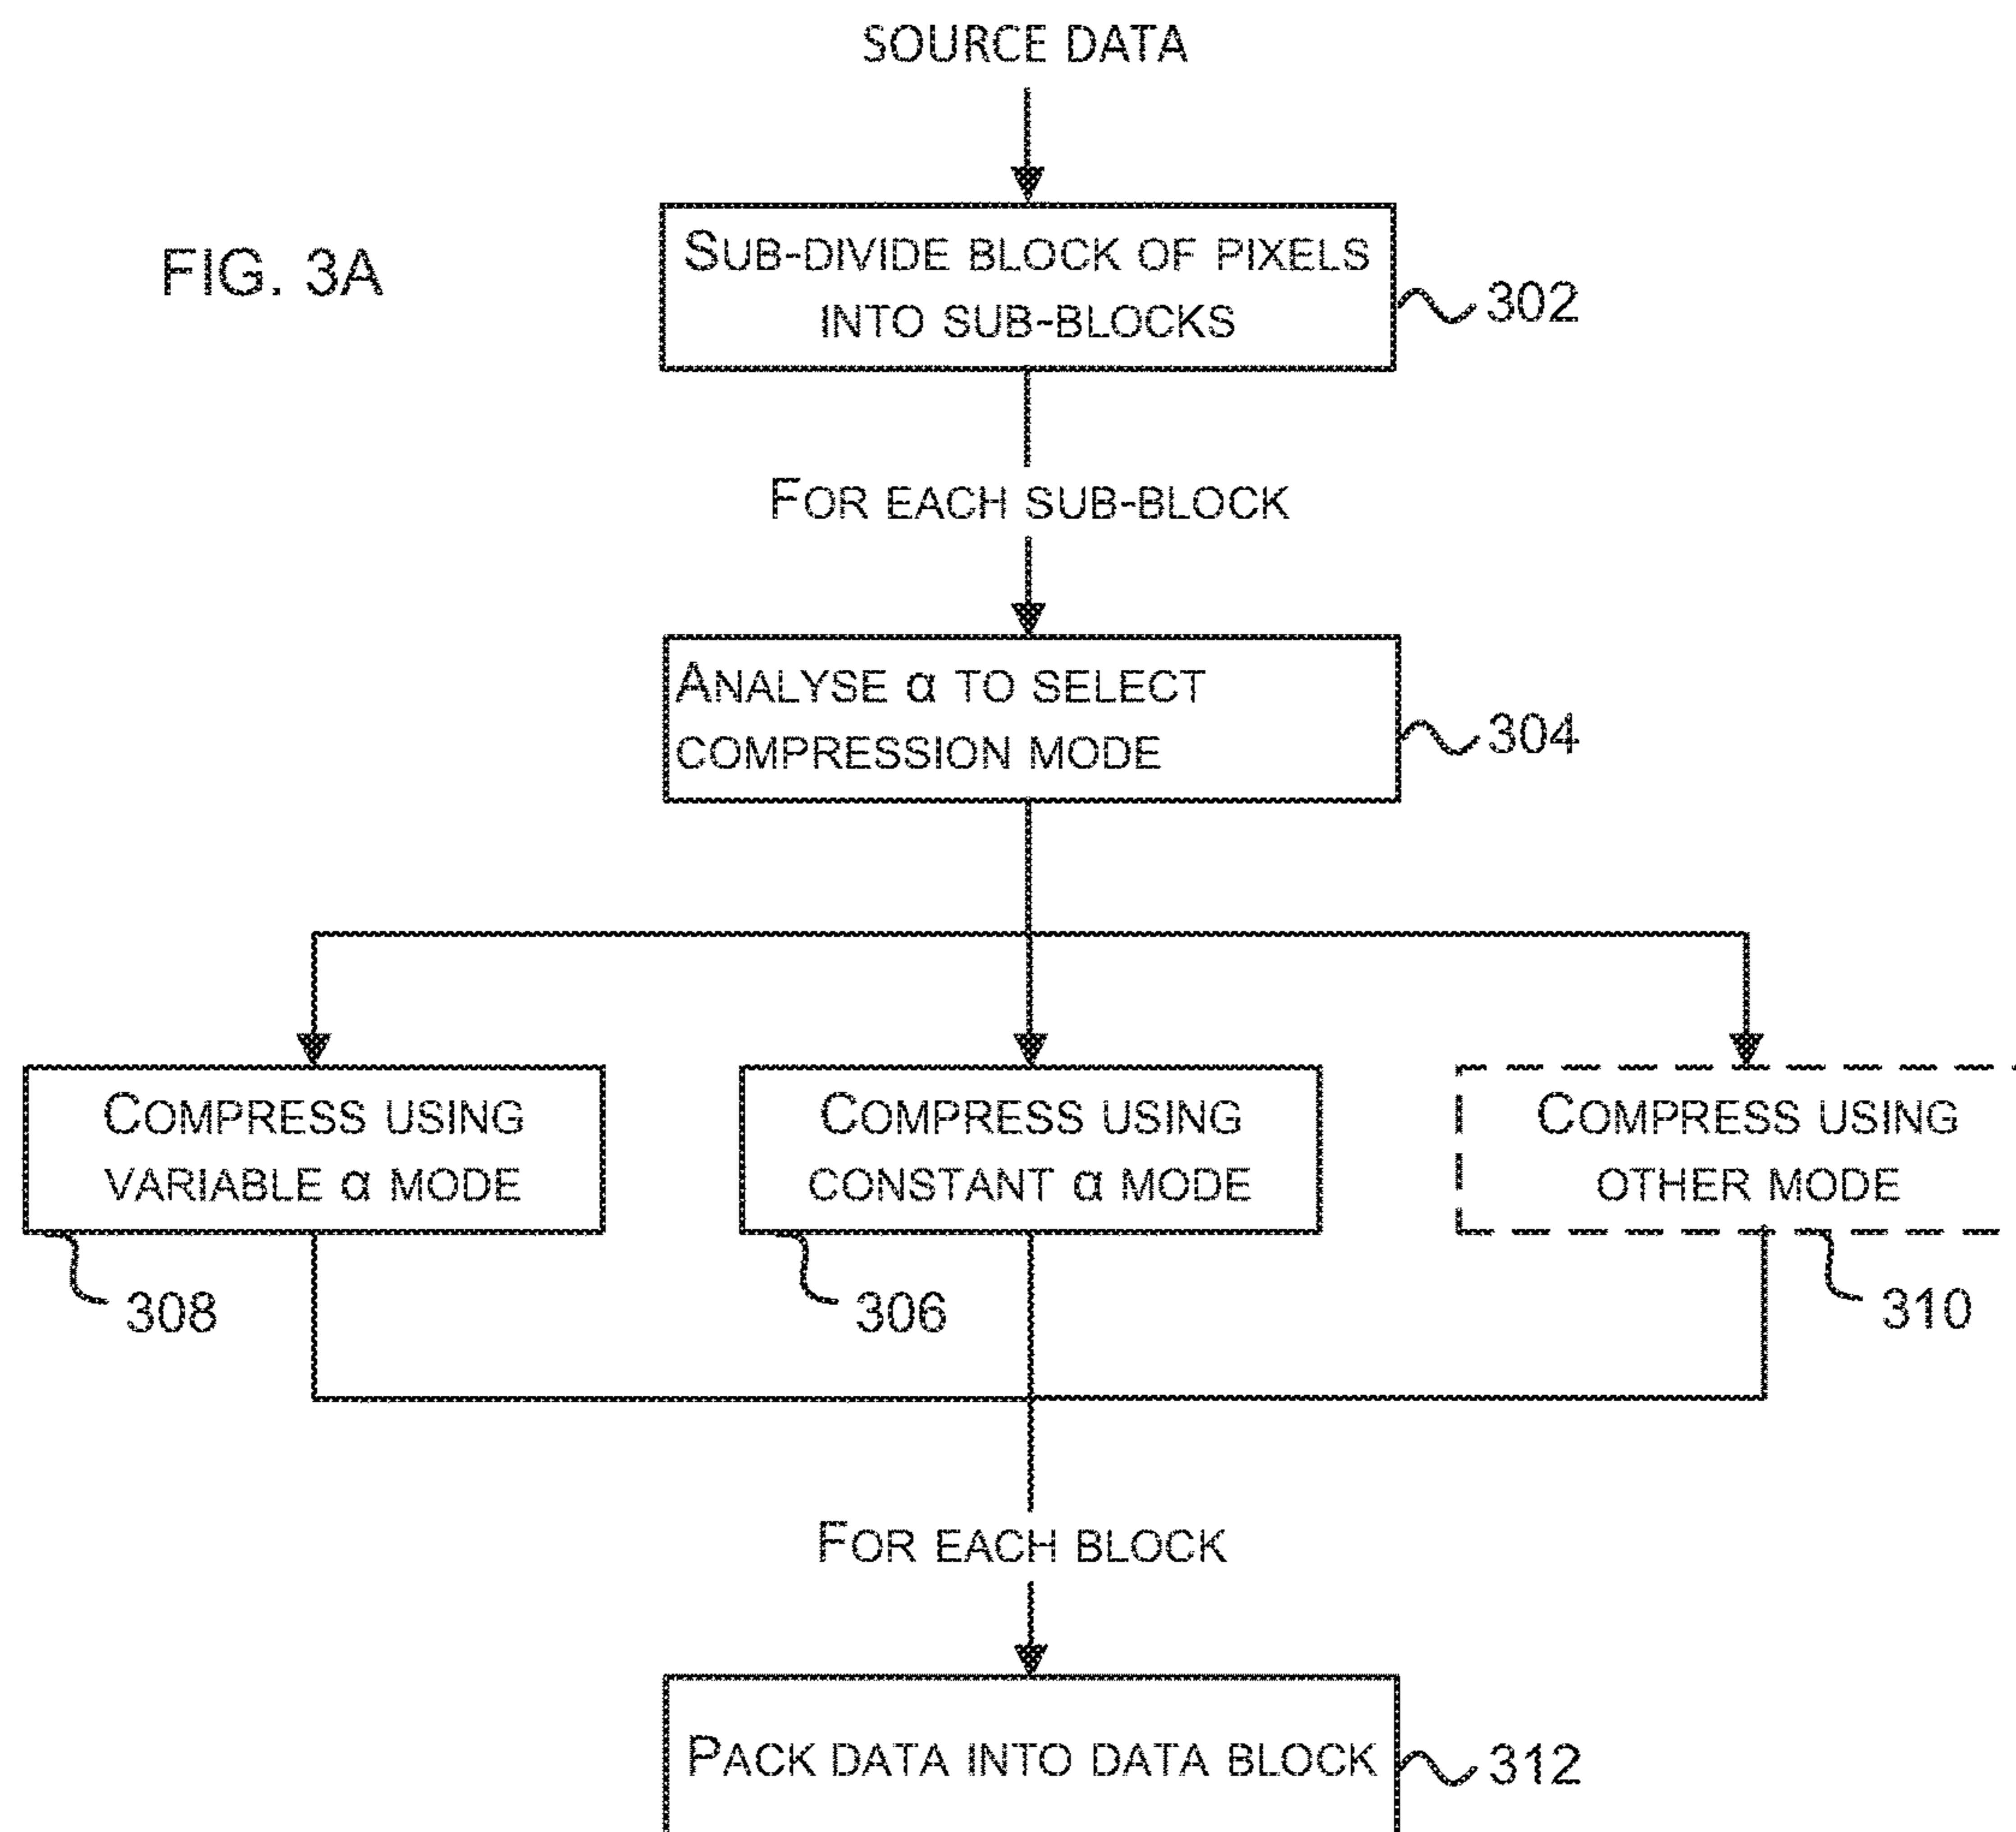 SOURCE DATA
FIG. 3A
SUB-DIVIDE BLOCK OF PIXELS
INTO SUB-BLOCKS
302
FOR EACH SUB-BLOCK
ANALYSE α TO SELECT
COMPRESSION MODE
304
COMPRESS USING
VARIABLE α MODE
308
COMPRESS USING
CONSTANT α MODE
306
COMPRESS USING
OTHER MODE
310
FOR EACH BLOCK
PACK DATA INTO DATA BLOCK
312